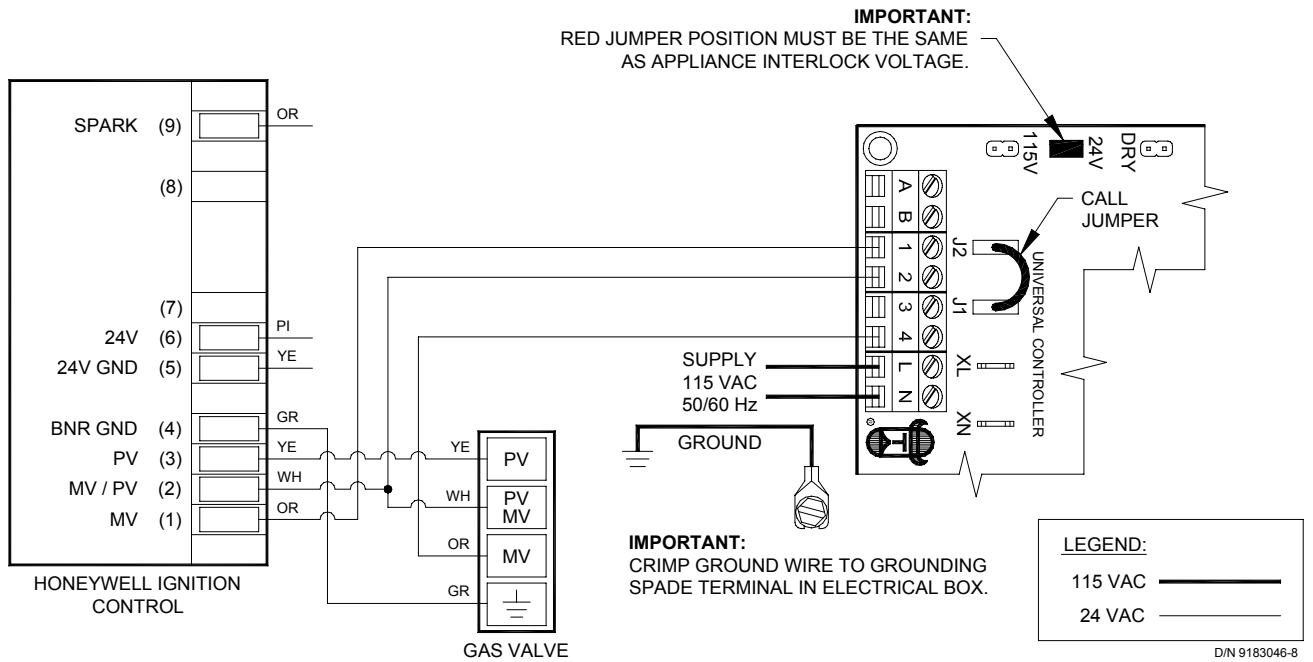 IMPORTANT:
RED JUMPER POSITION MUST BE THE SAME
AS APPLIANCE INTERLOCK VOLTAGE.
SPARK (9)
OR
(8)
(7)
24V (6)
PI
24V GND (5)
YE
BNR GND (4)
GR
PV (3)
YE
MV / PV (2)
WH
MV (1)
OR
HONEYWELL IGNITION
CONTROL
YE
PV
WH
PV
MV
OR
MV
GR
GAS VALVE
115V
24V
DRY
CALL
JUMPER
A
B
1
2
3
4
L
N
J2
J1
XL
XN
UNIVERSAL CONTROLLER
SUPPLY
115 VAC
50/60 Hz
GROUND
IMPORTANT:
CRIMP GROUND WIRE TO GROUNDING
SPADE TERMINAL IN ELECTRICAL BOX.
LEGEND:
115 VAC
24 VAC
D/N 9183046-8